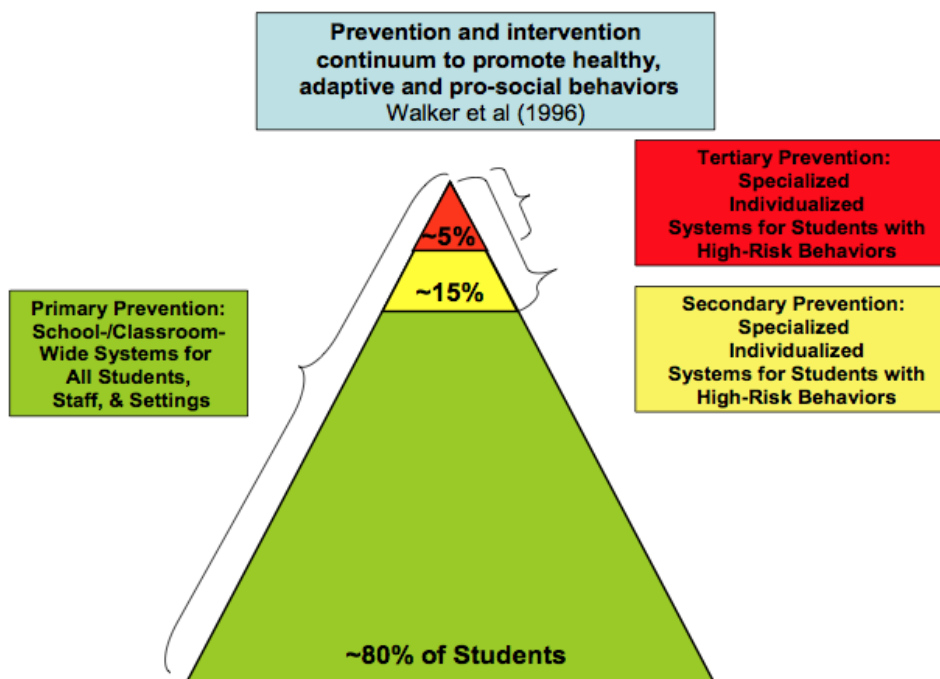 Prevention and intervention
continuum to promote healthy,
adaptive and pro-social behaviors
Walker et al (1996)
Tertiary Prevention:
Specialized
Individualized
Systems for Students with
High-Risk Behaviors
~5%
~15%
Primary Prevention:
School-/Classroom-
Wide Systems for
All Students,
Staff, & Settings
Secondary Prevention:
Specialized
Individualized
Systems for Students with
High-Risk Behaviors
~80% of Students